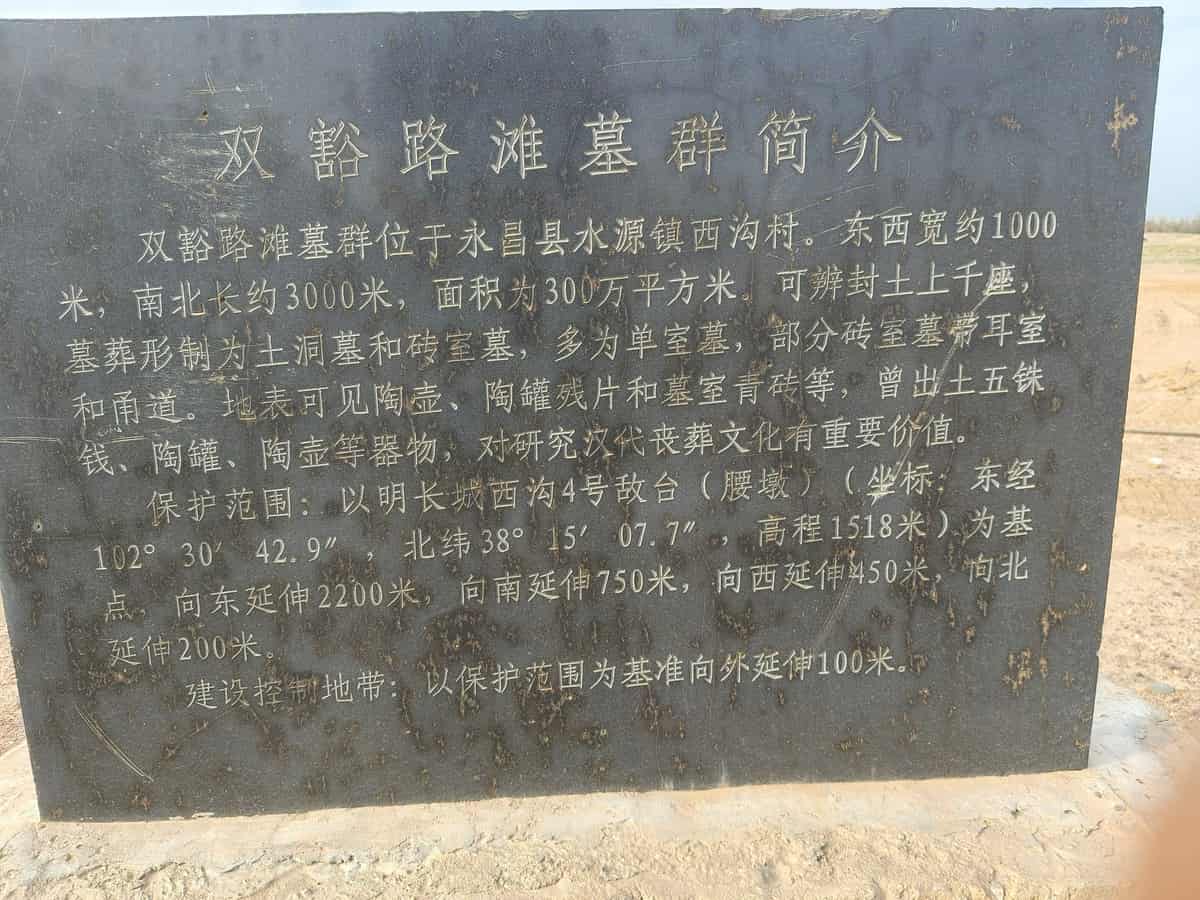 双豁路滩墓群简介
双豁路滩墓群位于永昌县水源镇西沟村。东西宽约1000
米，南北长约3000米，面积为300万平方米。可辨封土上千座，
墓葬形制为土洞墓和砖室墓，多为单室墓，部分砖室墓带耳室
和甬道。地表可见陶壶、陶罐残片和墓室青砖等，曾出土五铢
钱、陶罐、陶壶等器物，对研究汉代丧葬文化有重要价值。
保护范围：以明长城西沟4号敌台（腰墩）（坐标：东经
102° 30′ 42.9″，北纬38° 15′ 07.7″，高程1518米）为基
点，向东延伸2200米，向南延伸750米，向西延伸450米，向北
延伸200米。
建设控制地带：以保护范围为基准向外延伸100米。